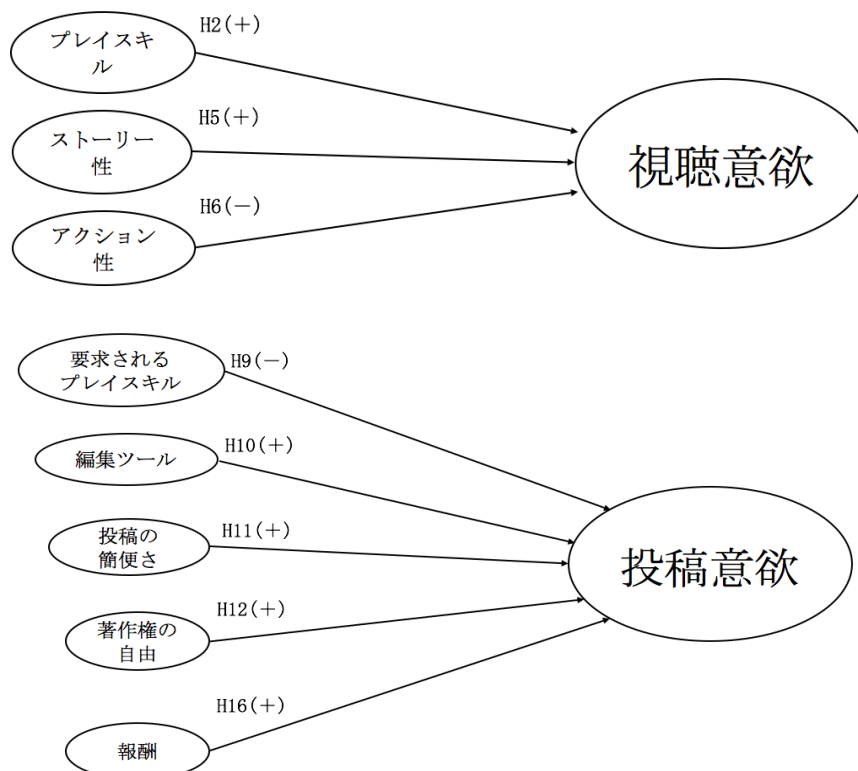 H2(+)
プレイスキ
ル
H5(+)
ストーリー
性
H6(-)
アクション
性
視聴意欲
要求される
プレイスキル
H9(-)
編集ツール
H10(+)
投稿の
簡便さ
H11(+)
著作権の
自由
H12(+)
報酬
H16(+)
投稿意欲